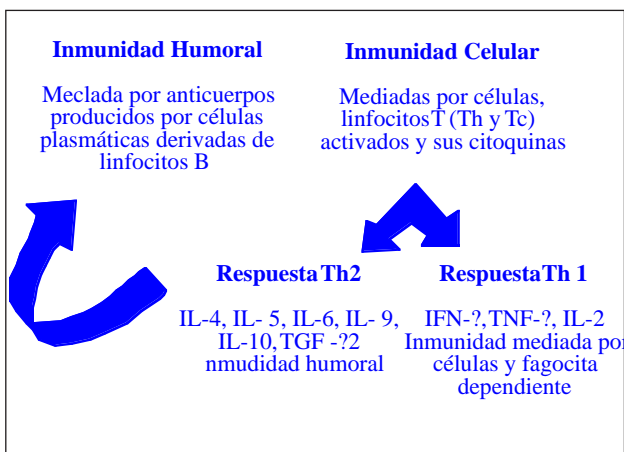 Inmunidad Humoral
Meclada por anticuerpos
producidos por células
plasmáticas derivadas de
linfocitos B
Inmunidad Celular
Mediadas por células,
linfocitos T (Th y Tc)
activados y sus citoquinas
Respuesta Th2
IL-4, IL- 5, IL-6, IL- 9,
IL-10, TGF -?2
nmudidad humoral
Respuesta Th 1
IFN-?, TNF-?, IL-2
Inmunidad mediada por
células y fagocita
dependiente